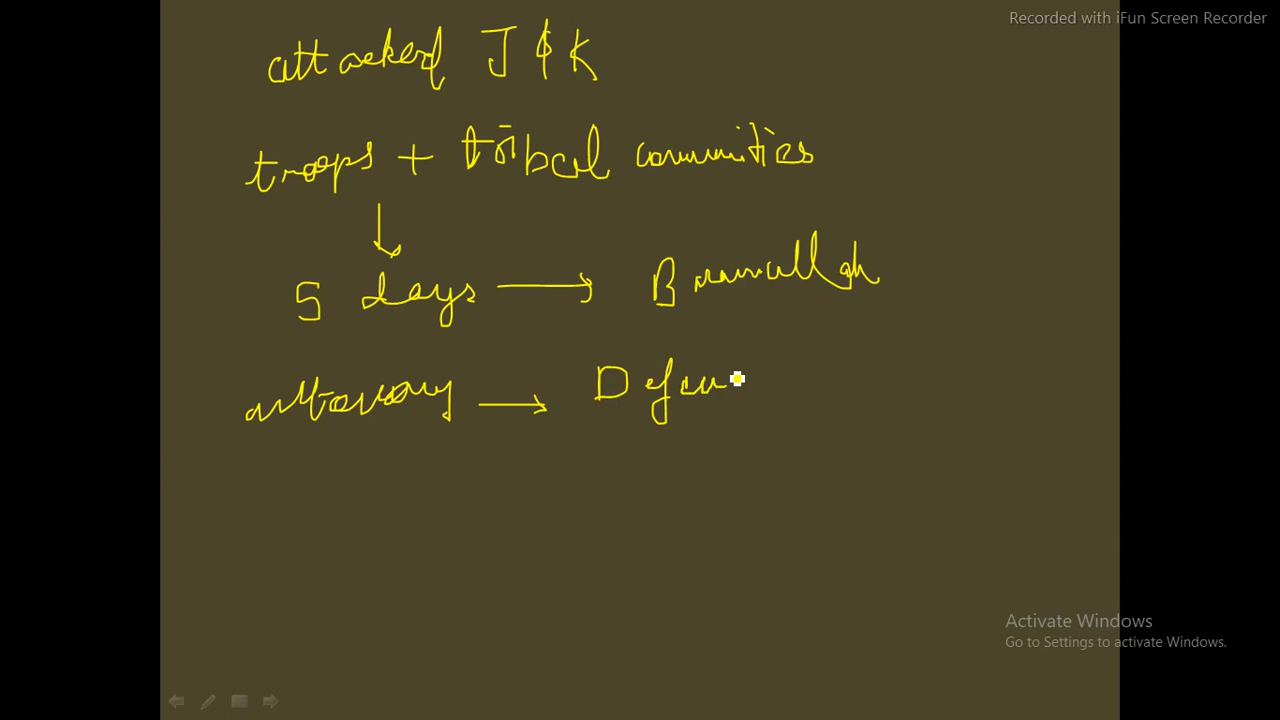 Recorded with iFun Screen Recorder
attacked J & K
troops + tribal communities
↓
5 days → Baramullah
autonomy → Defen
Activate Windows
Go to Settings to activate Windows.